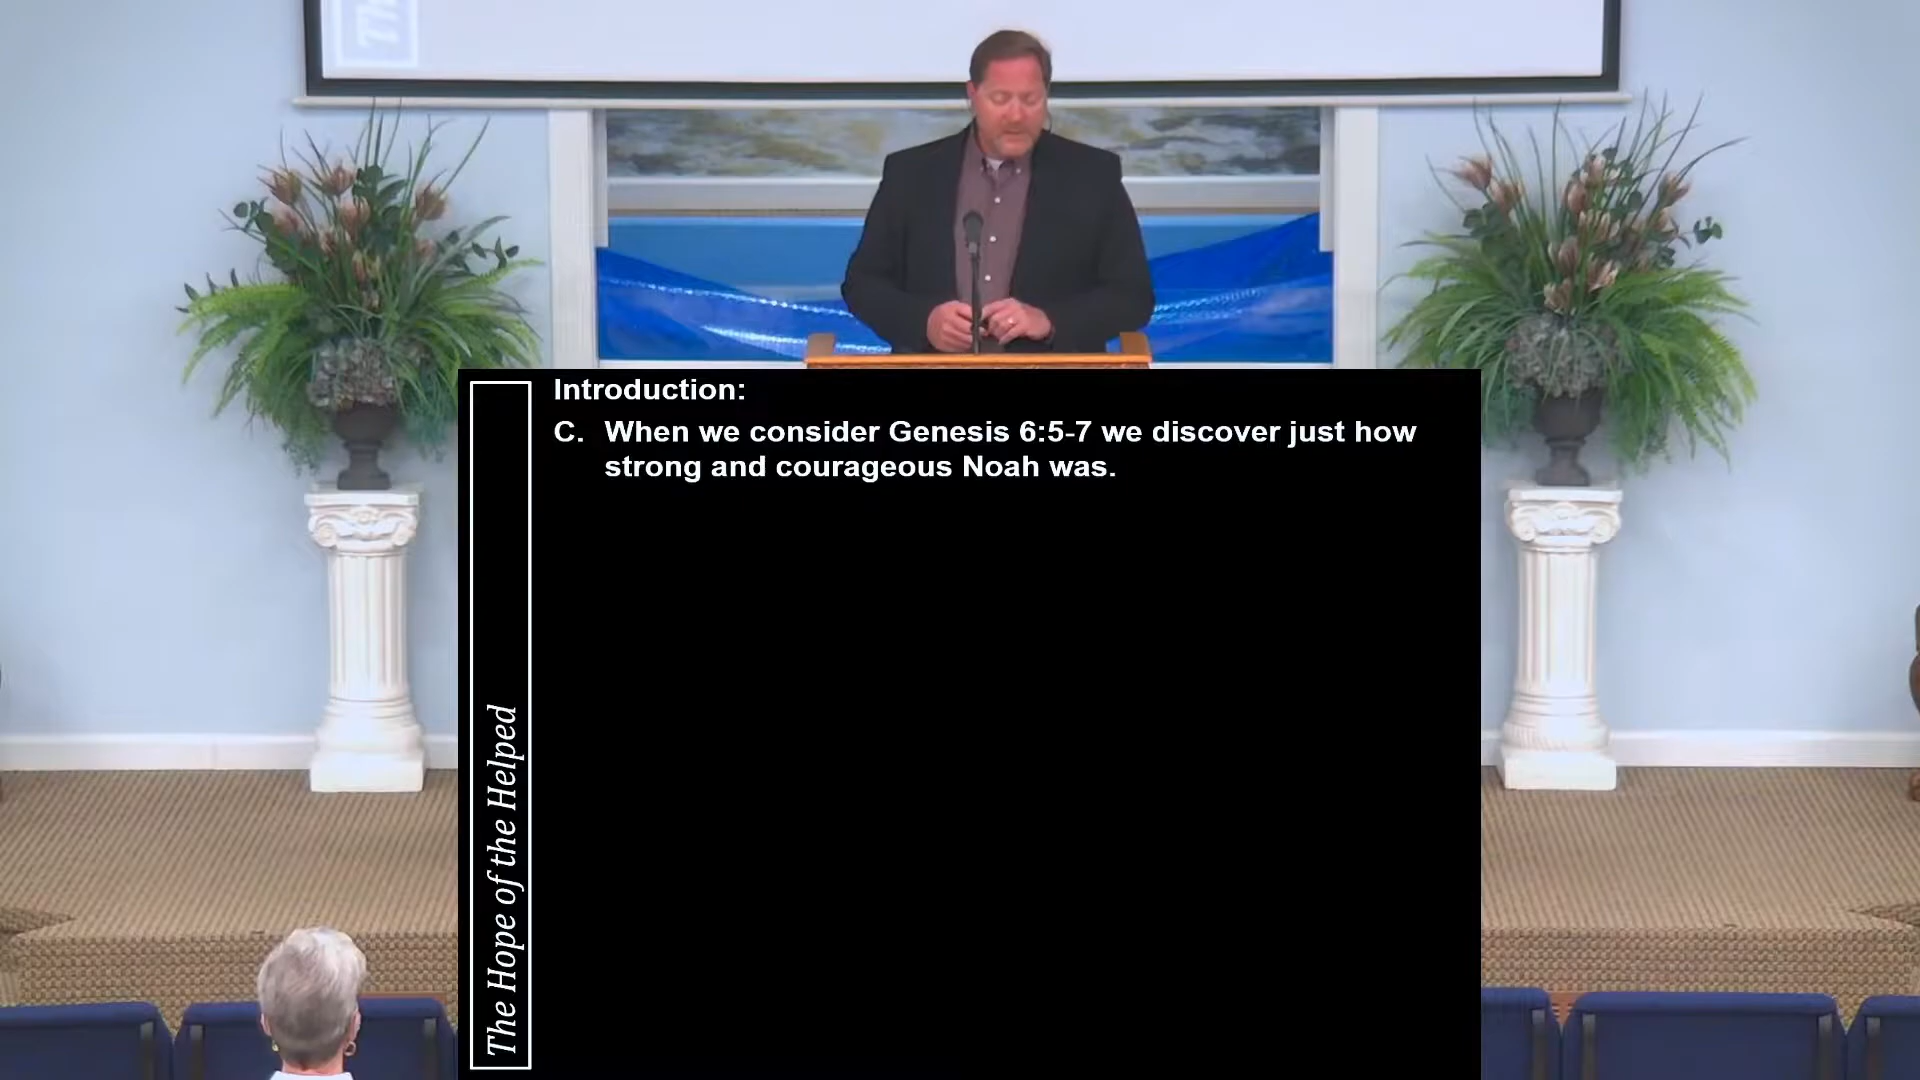 Th
Introduction:
C. When we consider Genesis 6:5-7 we discover just how
strong and courageous Noah was.
The Hope of the Helped